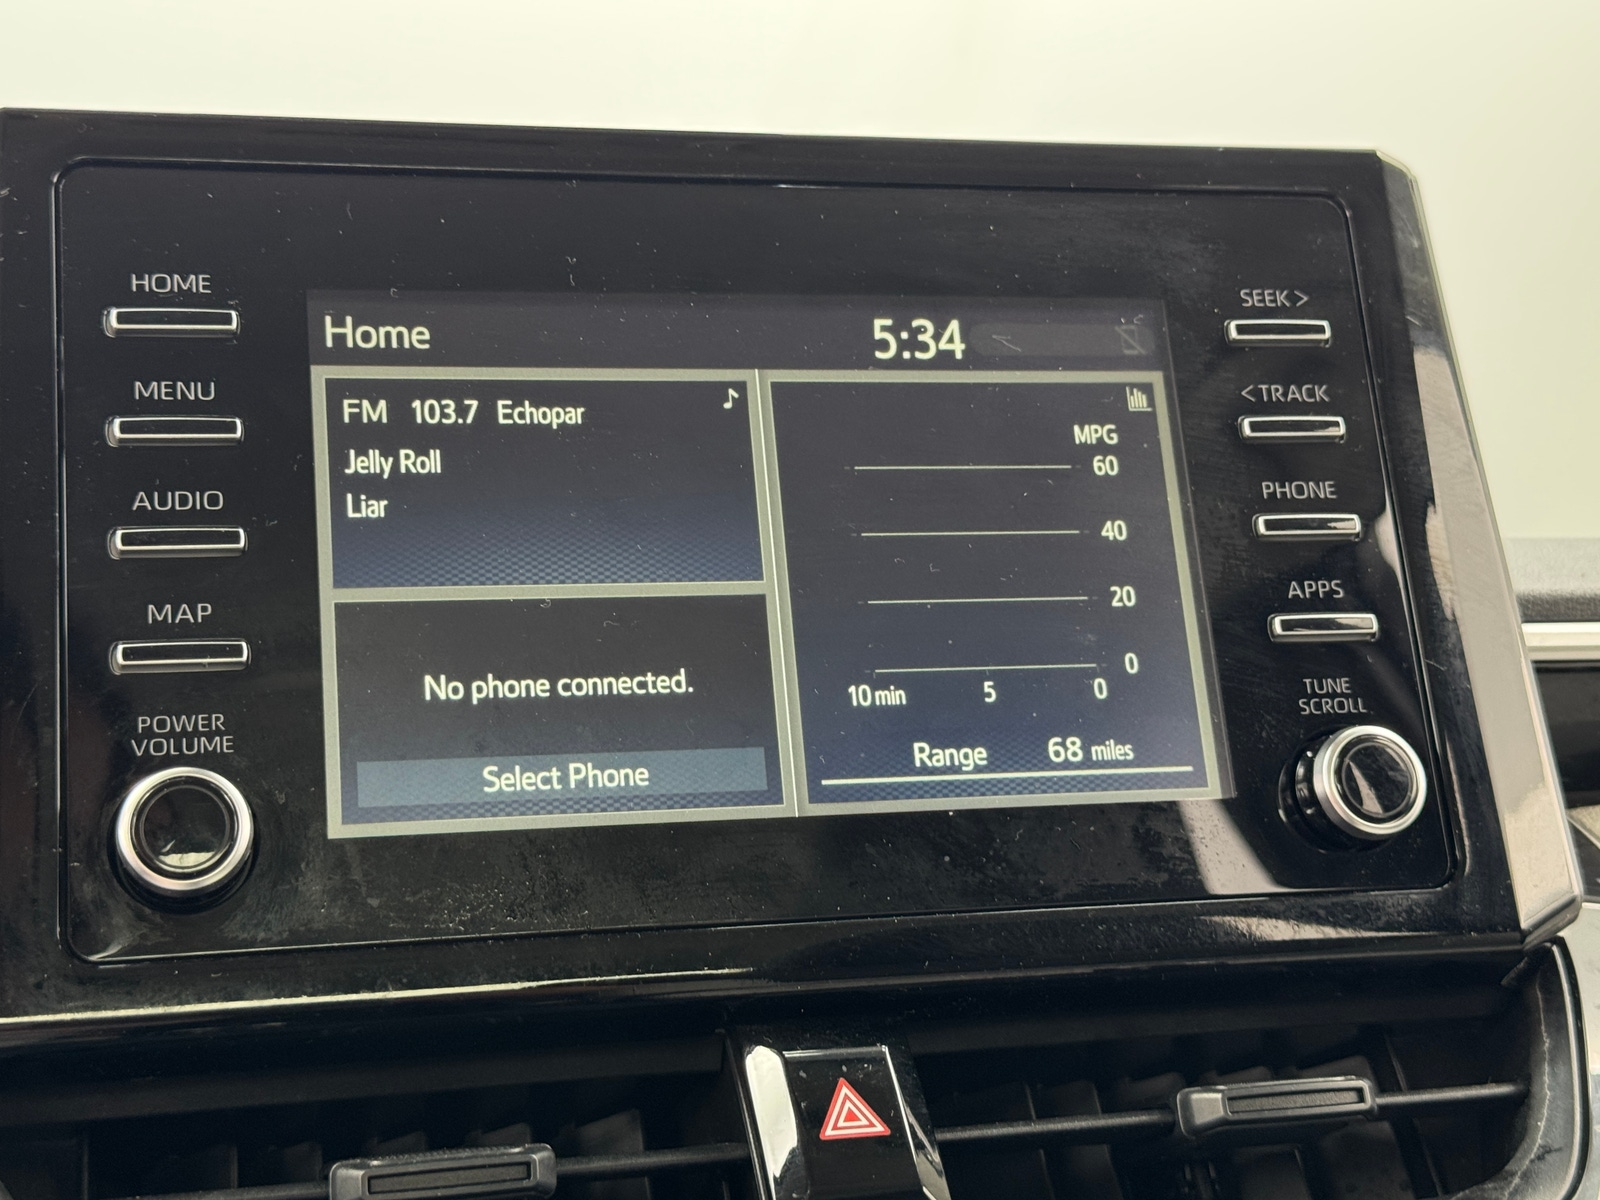 HOME
MENU
AUDIO
MAP
POWER
VOLUME
Home
5:34
FM 103.7 Echopar
Jelly Roll
Liar
No phone connected.
Select Phone
MPG
60
40
20
0
10 min 5 0
Range 68 miles
SEEK >
< TRACK
PHONE
APPS
TUNE
SCROLL